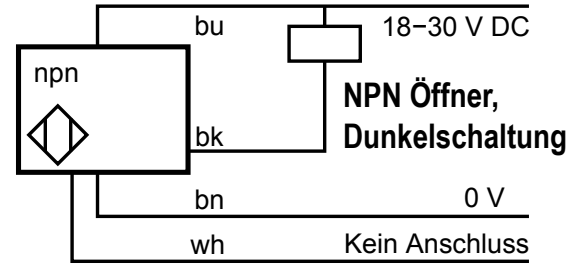 bu
18−30 V DC
npn
NPN Öffner,
Dunkelschaltung
bk
bn
0 V
wh
Kein Anschluss